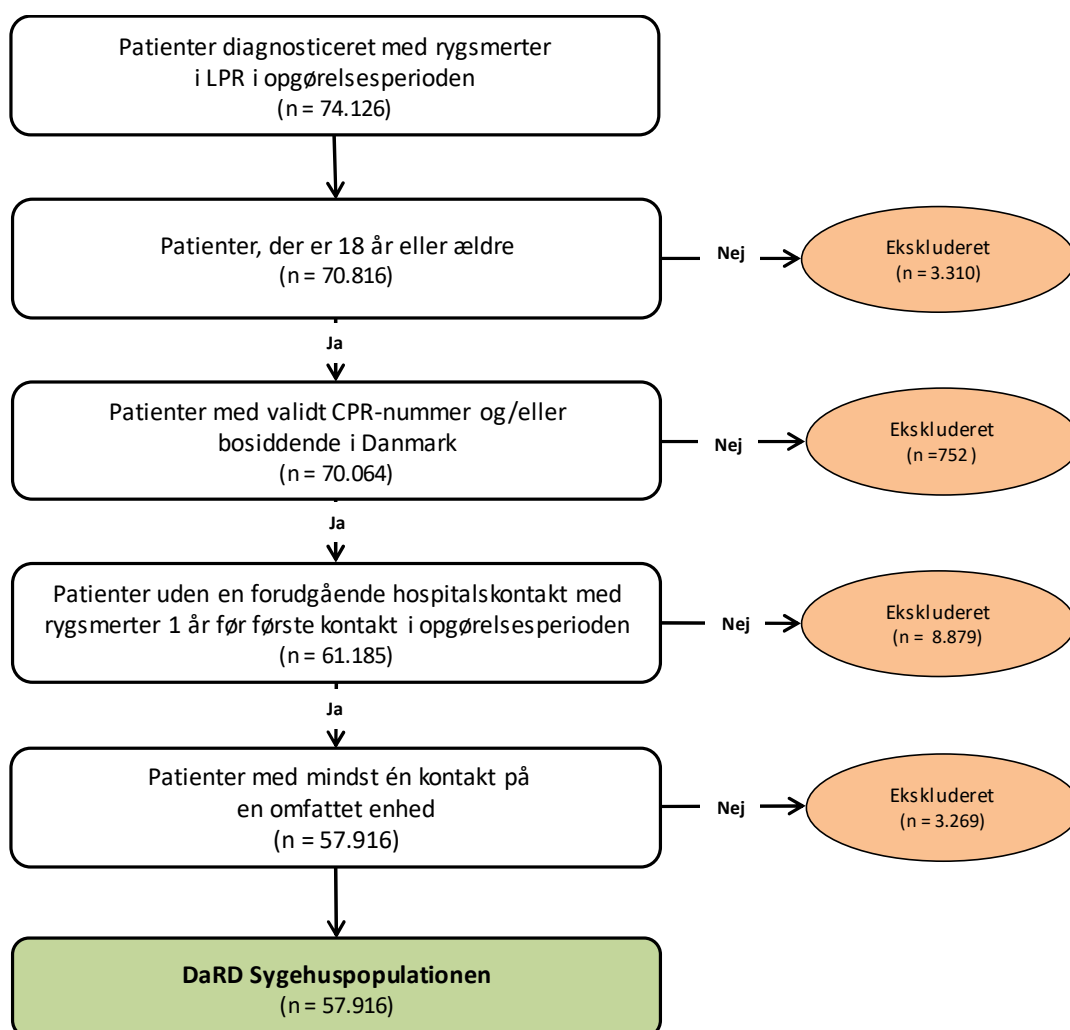 Patienter diagnosticeret med rygsmerter
i LPR i opgørelsesperioden
(n = 74.126)
Patienter, der er 18 år eller ældre
(n = 70.816)
Nej
Ekskluderet
(n = 3.310)
Ja
Patienter med validt CPR-nummer og/eller
bosiddende i Danmark
(n = 70.064)
Nej
Ekskluderet
(n =752 )
Ja
Patienter uden en forudgående hospitalskontakt med
rygsmerter 1 år før første kontakt i opgørelsesperioden
(n = 61.185)
Nej
Ekskluderet
(n = 8.879)
Ja
Patienter med mindst én kontakt på
en omfattet enhed
(n = 57.916)
Nej
Ekskluderet
(n = 3.269)
DaRD Sygehuspopulationen
(n = 57.916)